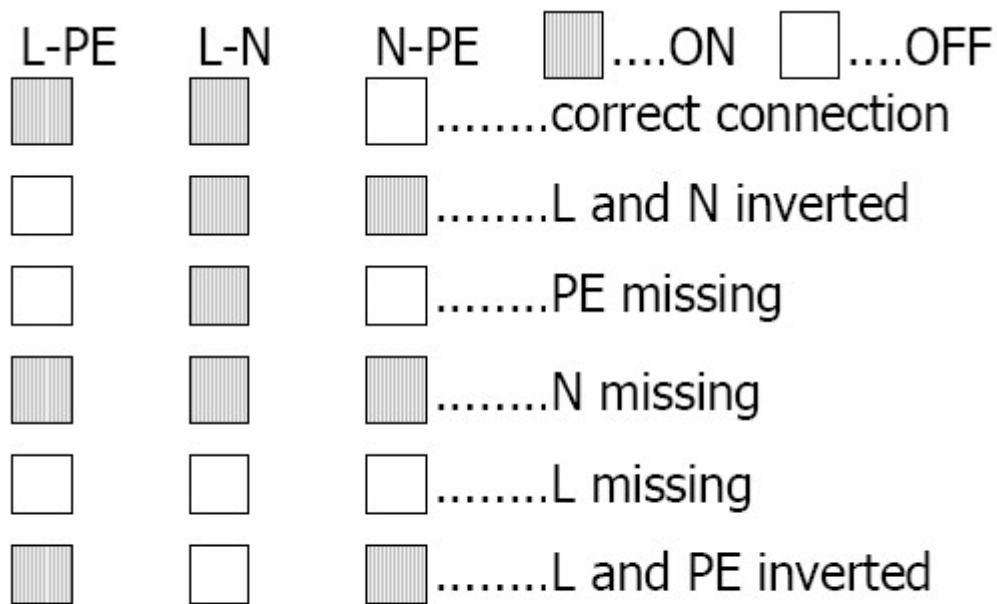 L-PE L-N N-PE ....ON ....OFF
........correct connection
........L and N inverted
........PE missing
........N missing
........L missing
........L and PE inverted